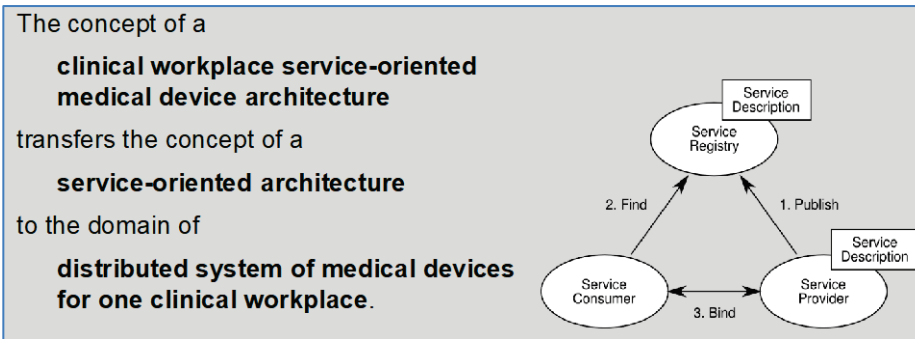 The concept of a
clinical workplace service-oriented
medical device architecture
transfers the concept of a
service-oriented architecture
to the domain of
distributed system of medical devices
for one clinical workplace.
Service
Description
Service
Registry
2. Find
1. Publish
Service
Description
Service
Consumer
Service
Provider
3. Bind